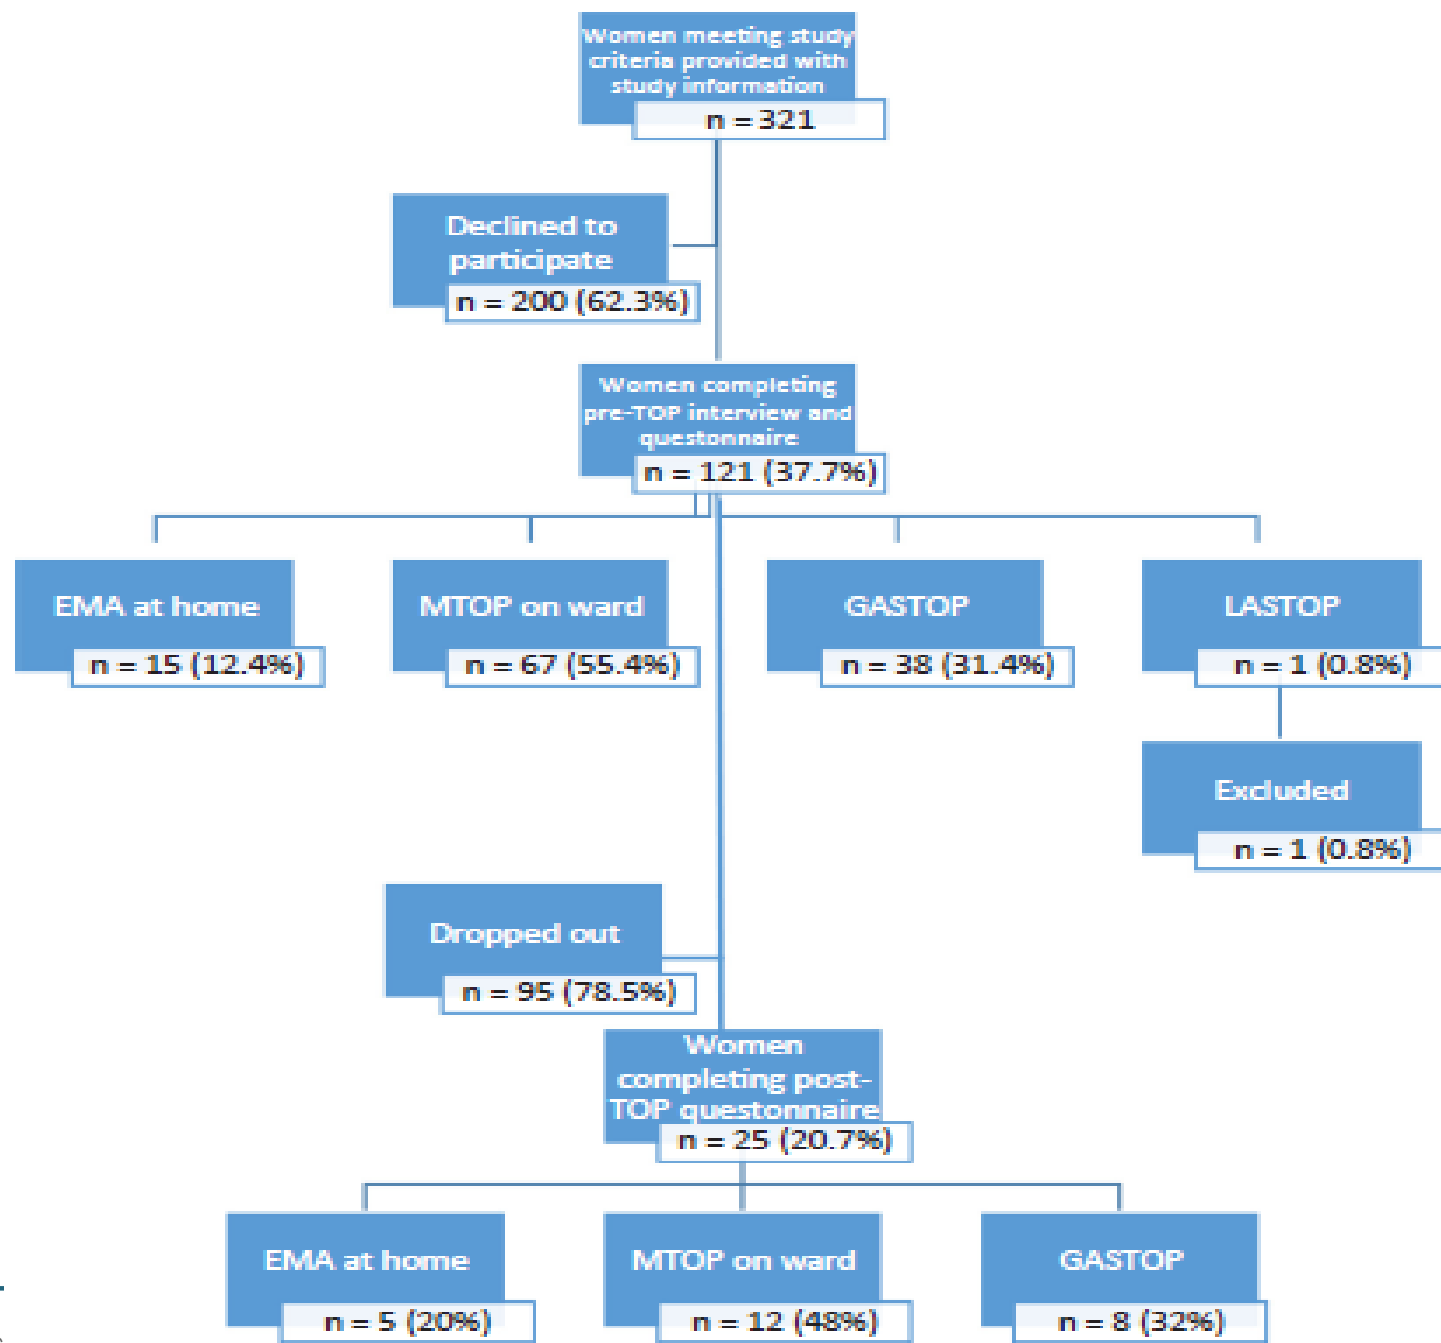 Women meeting study
criteria provided with
study information
n = 321
Declined to
participate
n = 200 (62.3%)
Women completing
pre-TOP interview and
questonnaire
n = 121 (37.7%)
EMA at home
n = 15 (12.4%)
MTOP on ward
n = 67 (55.4%)
GASTOP
n = 38 (31.4%)
LASTOP
n = 1 (0.8%)
Excluded
n = 1 (0.8%)
Dropped out
n = 95 (78.5%)
Women
completing post-
TOP questonnaire
n = 25 (20.7%)
EMA at home
n = 5 (20%)
MTOP on ward
n = 12 (48%)
GASTOP
n = 8 (32%)